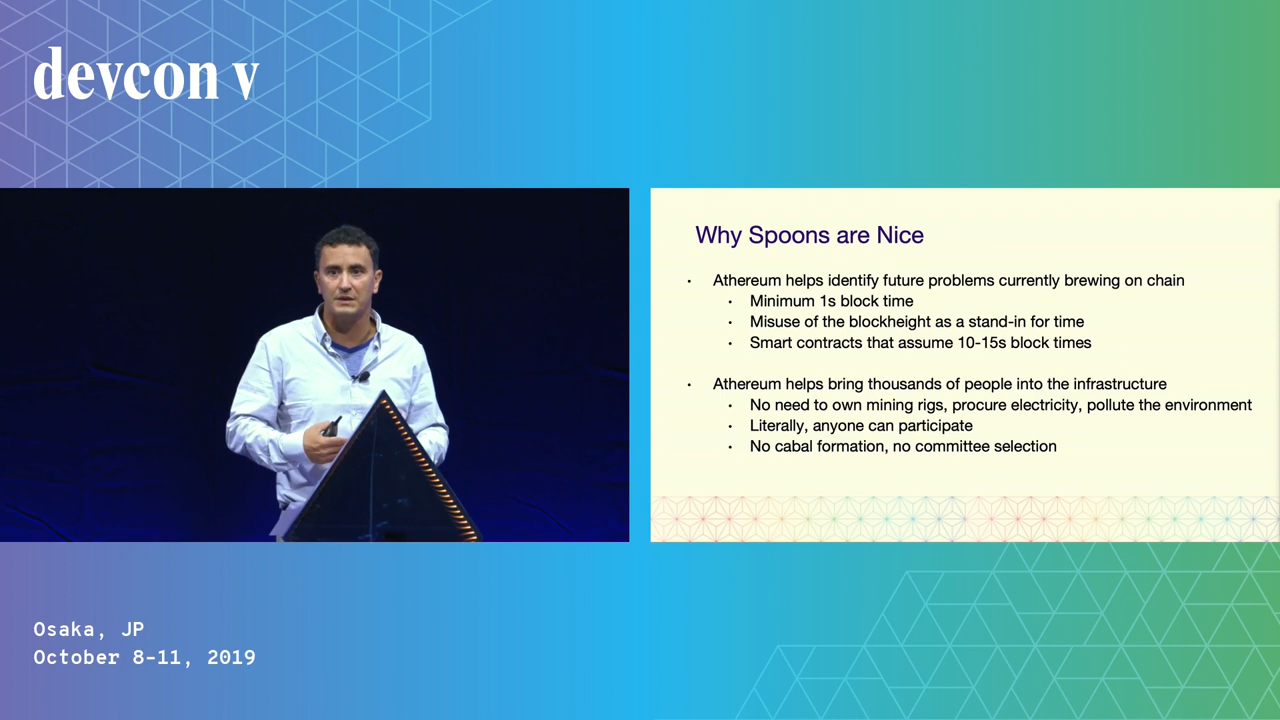 devcon v
Why Spoons are Nice
• Athereum helps identify future problems currently brewing on chain
• Minimum 1s block time
• Misuse of the blockheight as a stand-in for time
• Smart contracts that assume 10-15s block times
• Athereum helps bring thousands of people into the infrastructure
• No need to own mining rigs, procure electricity, pollute the environment
• Literally, anyone can participate
• No cabal formation, no committee selection
Osaka, JP
October 8-11, 2019